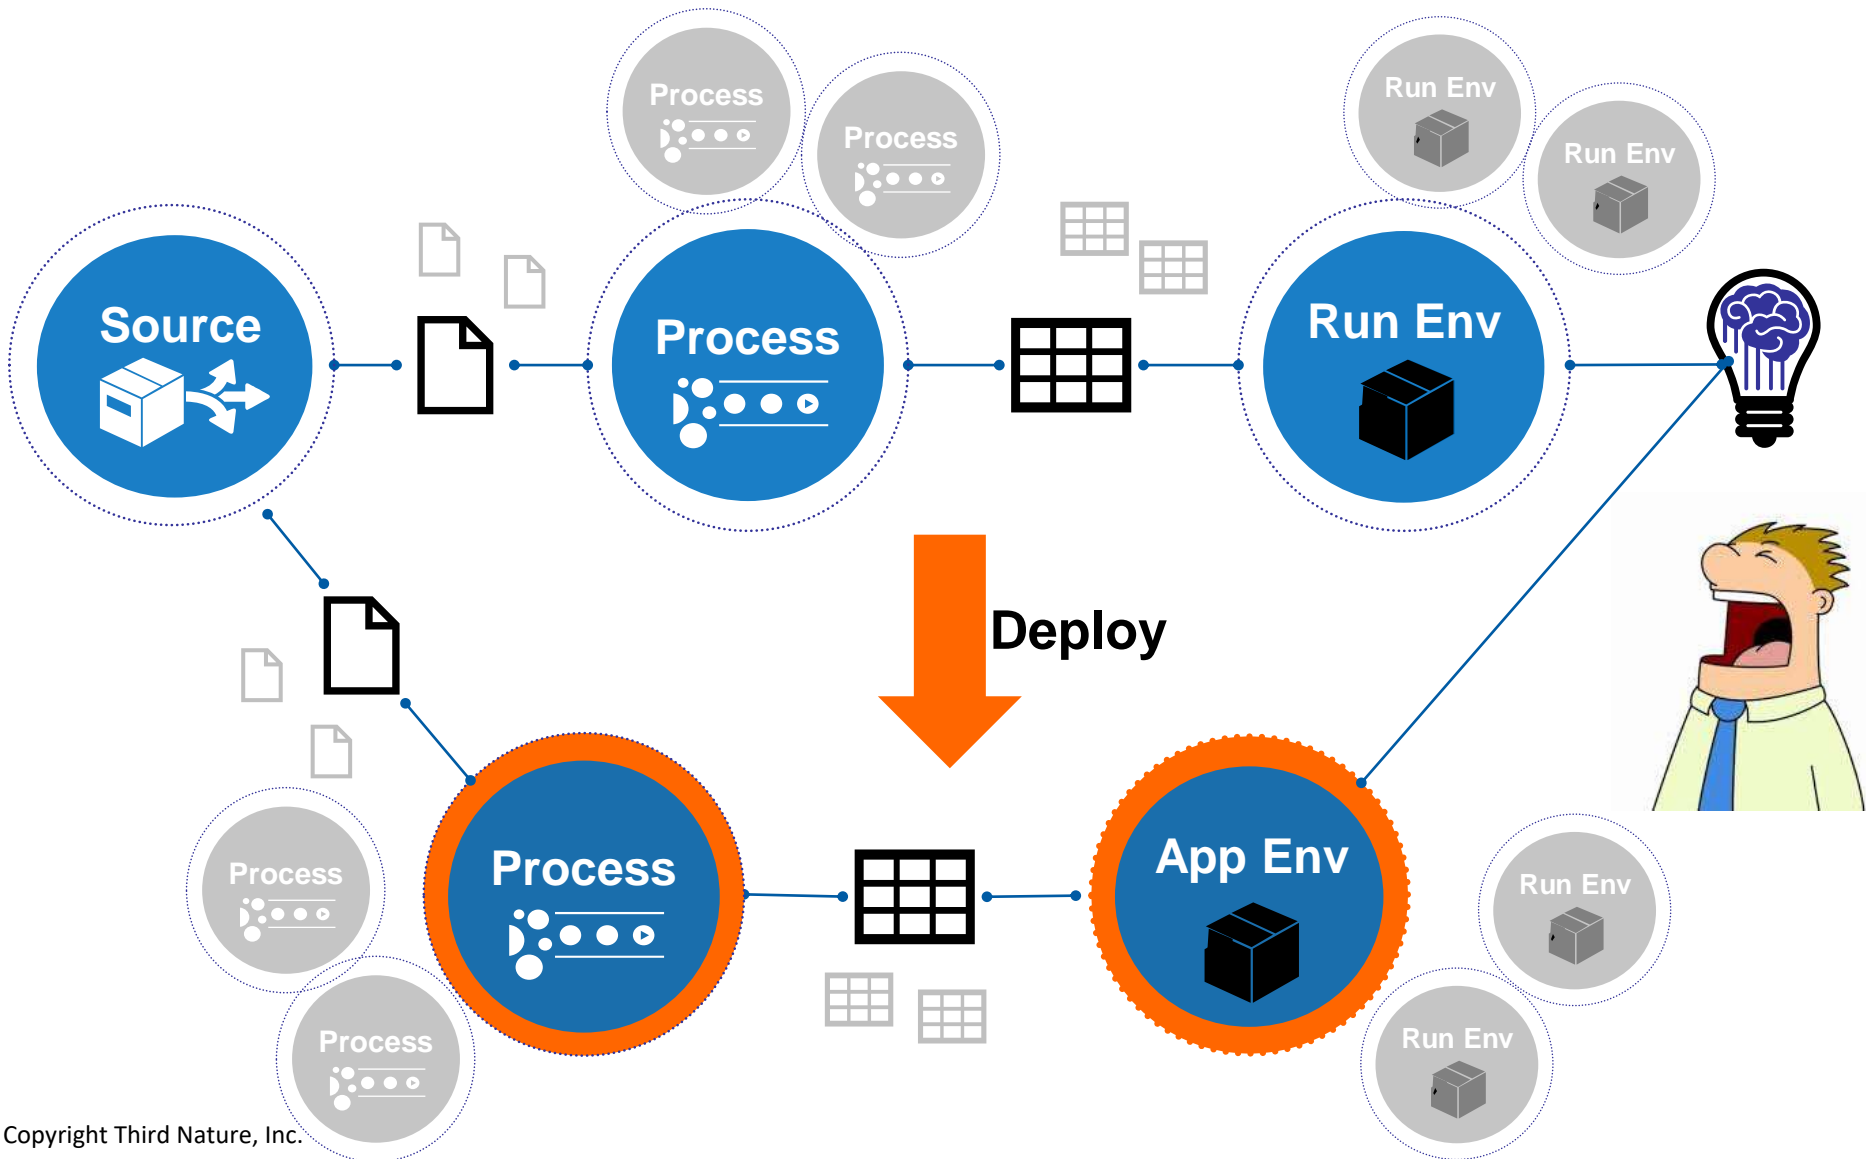 Process
Process
Run Env
Run Env
Source
Process
Run Env
Deploy
Process
App Env
Process
Run Env
Process
Run Env
Copyright Third Nature, Inc.